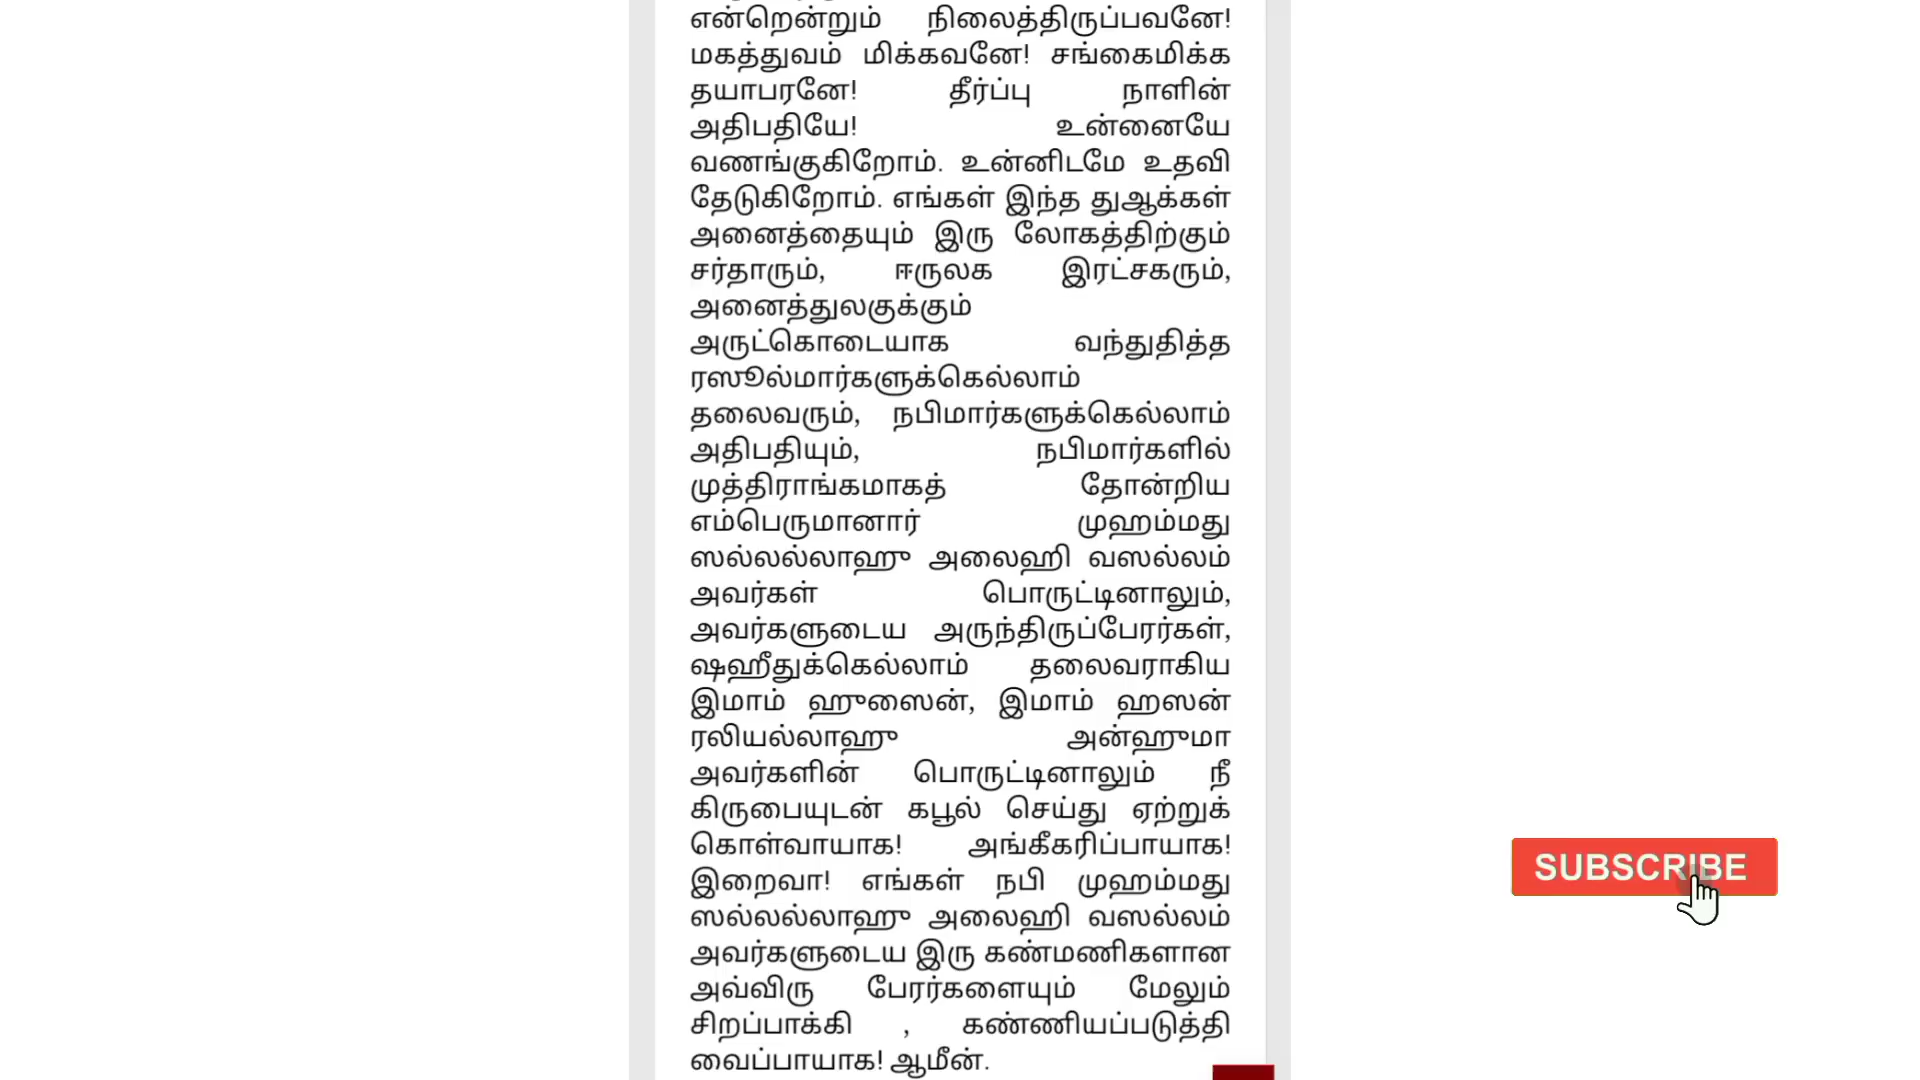 என்றென்றும் நிலைத்திருப்பவனே!
மகத்துவம் மிக்கவனே! சங்கைமிக்க
தயாபரனே! தீர்ப்பு நாளின்
அதிபதியே! உன்னையே
வணங்குகிறோம். உன்னிடமே உதவி
தேடுகிறோம். எங்கள் இந்த துஆக்கள்
அனைத்தையும் இரு லோகத்திற்கும்
சர்தாரும், ஈருலக இரட்சகரும்,
அனைத்துலகுக்கும்
அருட்கொடையாக வந்துதித்த
ரஸூல்மார்களுக்கெல்லாம்
தலைவரும், நபிமார்களுக்கெல்லாம்
அதிபதியும், நபிமார்களில்
முத்திராங்கமாகத் தோன்றிய
எம்பெருமானார் முஹம்மது
ஸல்லல்லாஹு அலைஹி வஸல்லம்
அவர்கள் பொருட்டினாலும்,
அவர்களுடைய அருந்திருப்பேரர்கள்,
ஷஹீதுக்கெல்லாம் தலைவராகிய
இமாம் ஹுஸைன், இமாம் ஹஸன்
ரலியல்லாஹு அன்ஹுமா
அவர்களின் பொருட்டினாலும் நீ
கிருபையுடன் கபூல் செய்து ஏற்றுக்
கொள்வாயாக! அங்கீகரிப்பாயாக!
இறைவா! எங்கள் நபி முஹம்மது
ஸல்லல்லாஹு அலைஹி வஸல்லம்
அவர்களுடைய இரு கண்மணிகளான
அவ்விரு பேரர்களையும் மேலும்
சிறப்பாக்கி , கண்ணியப்படுத்தி
வைப்பாயாக! ஆமீன்.
SUBSCRIBE